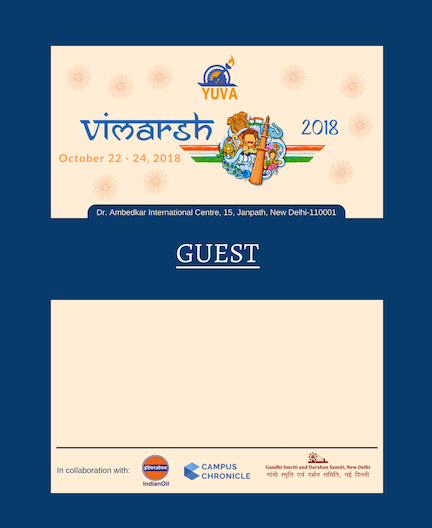 YUVA
vimarsh 2018
October 22 - 24, 2018
Dr. Ambedkar International Centre, 15, Janpath, New Delhi-110001
GUEST
In collaboration with:
इंडियनऑयल
IndianOil
CAMPUS
CHRONICLE
Gandhi Smriti and Darshan Samiti, New Delhi
गांधी स्मृति एवं दर्शन समिति, नई दिल्ली